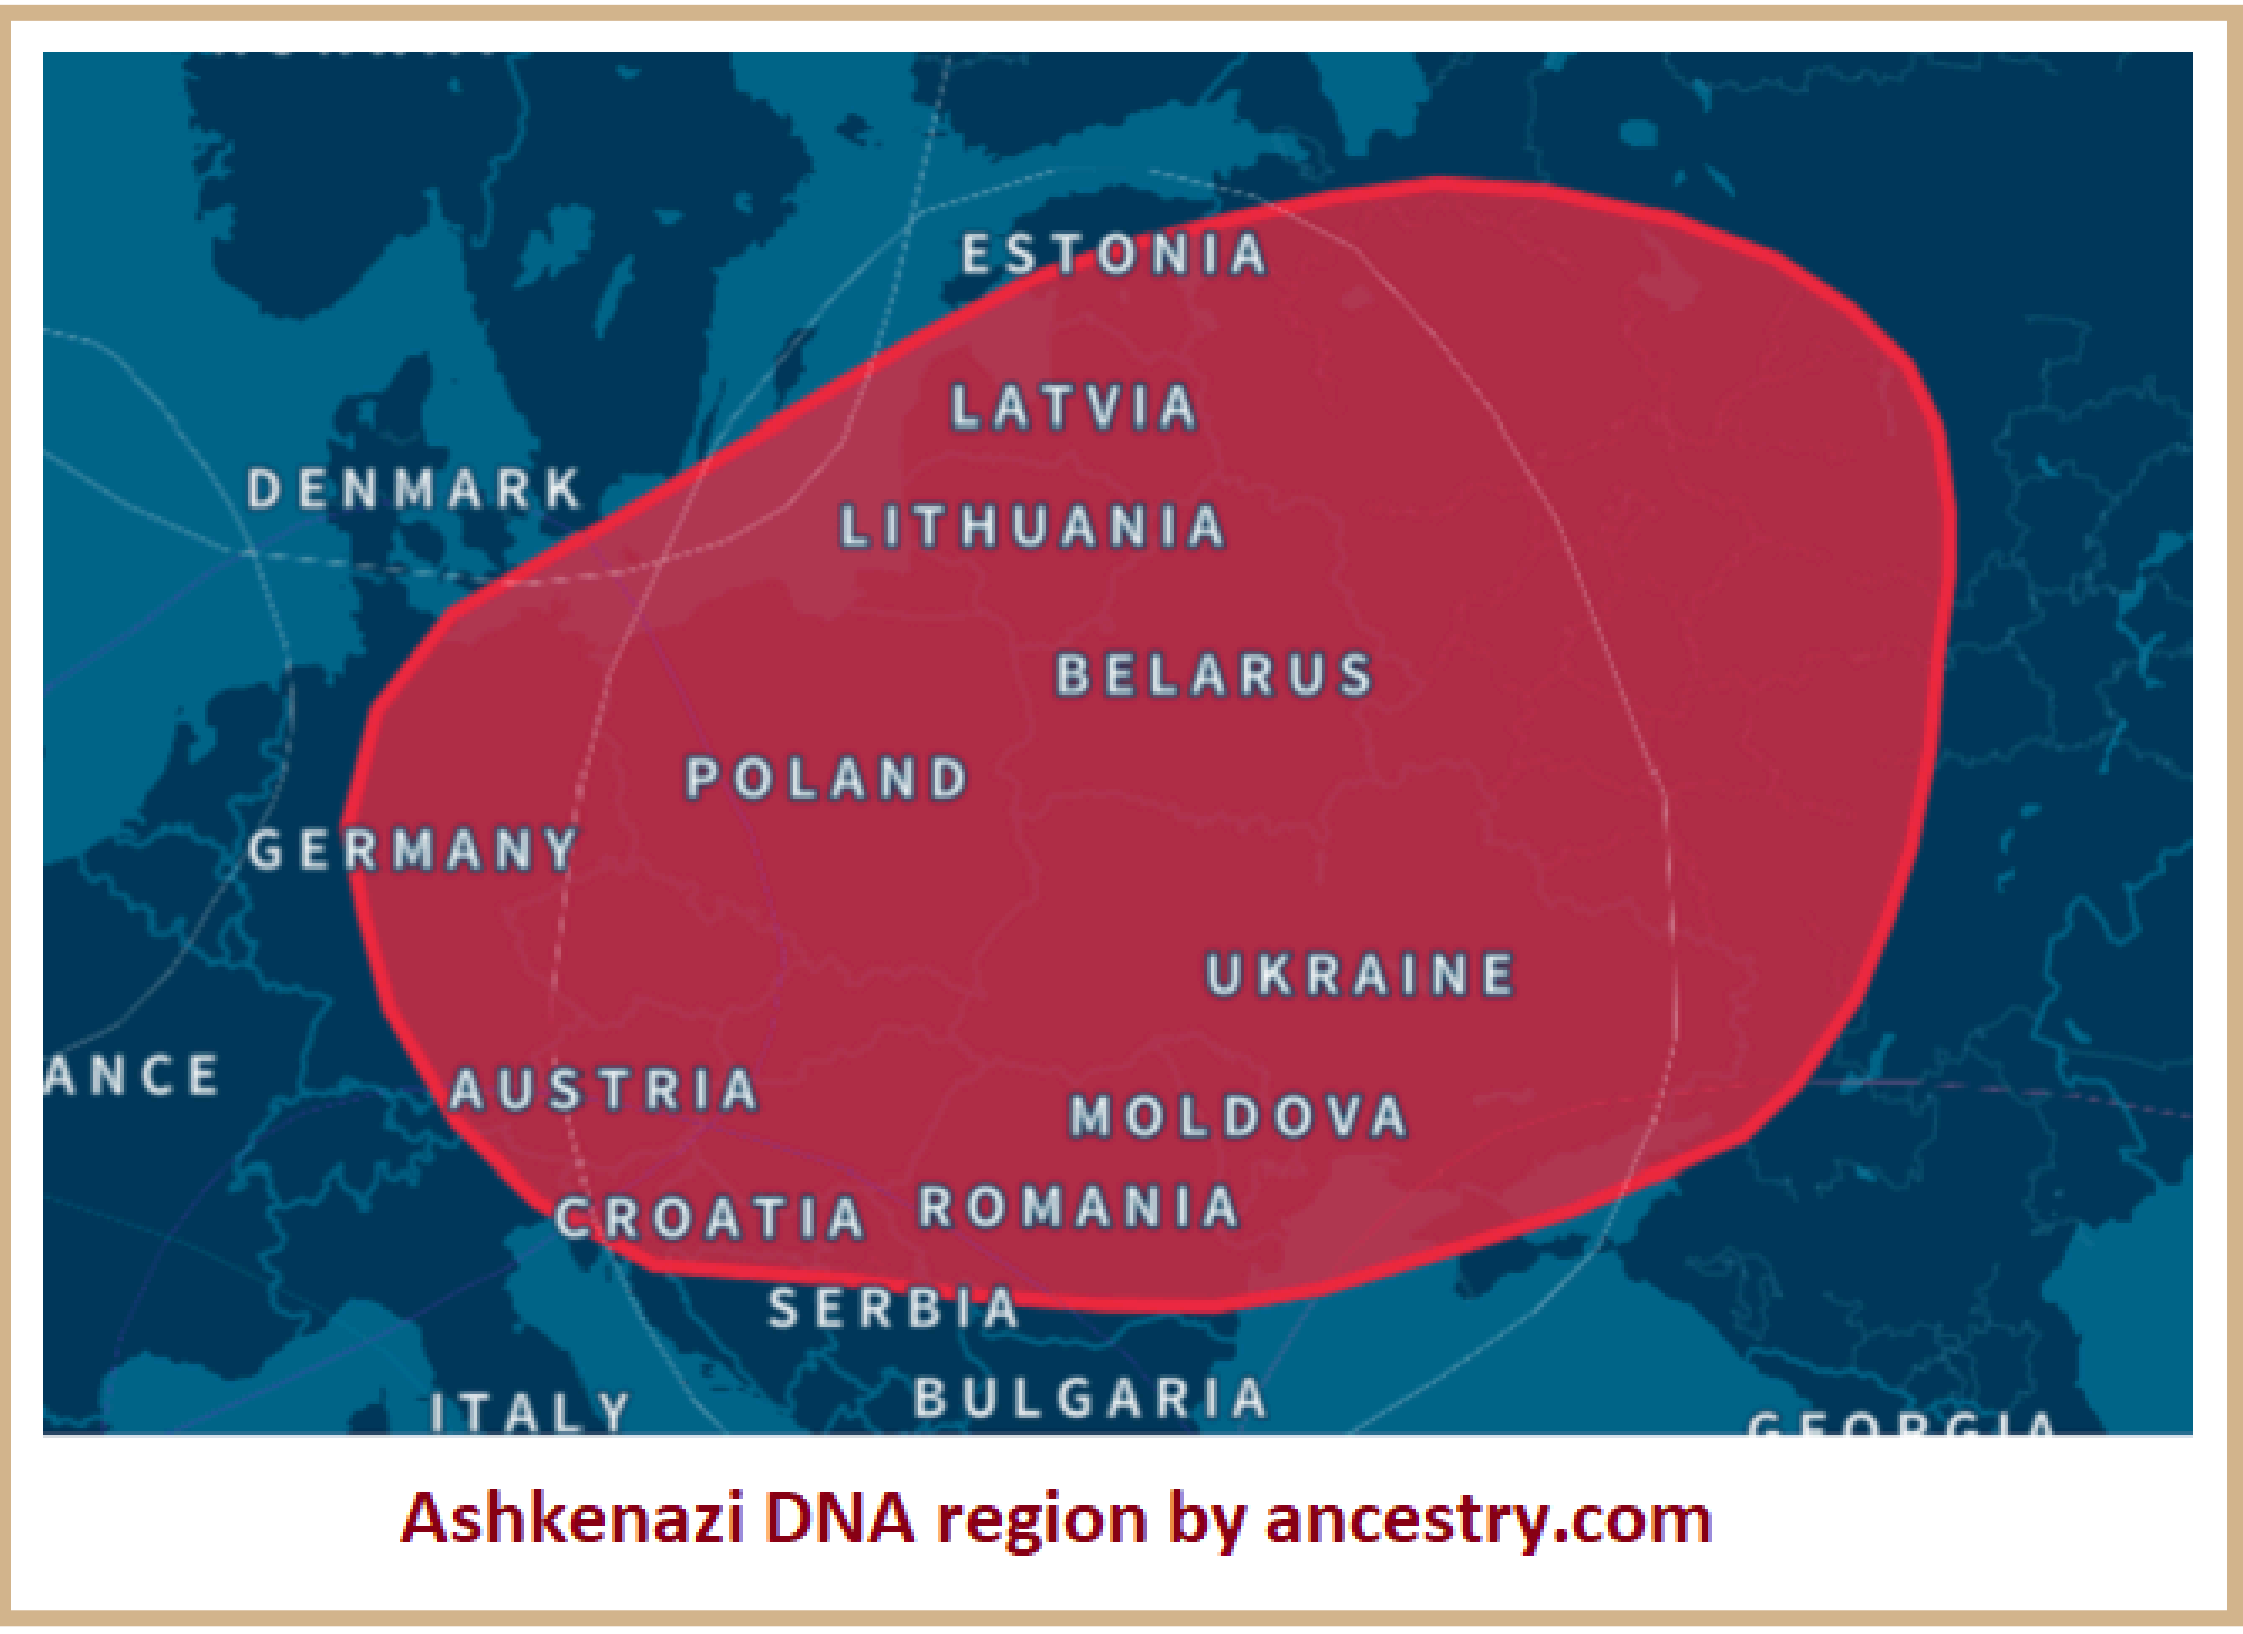 ESTONIA
LATVIA
DENMARK
LITHUANIA
BELARUS
POLAND
GERMANY
UKRAINE
ANCE
AUSTRIA
MOLDOVA
CROATIA
ROMANIA
SERBIA
BULGARIA
ITALY
GEORGIA
Ashkenazi DNA region by ancestry.com